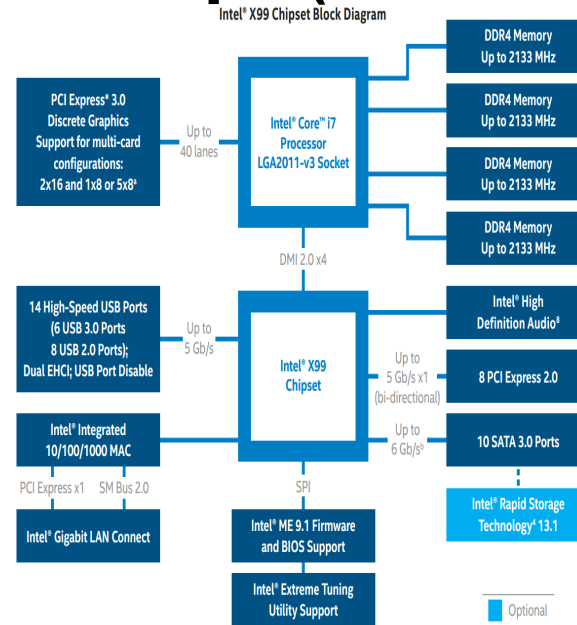 Intel® X99 Chipset Block Diagram
PCI Express* 3.0
Discrete Graphics
Support for multi-card
configurations:
2x16 and 1x8 or 5x8ª
Up to
40 lanes
Intel® Core™ i7
Processor
LGA2011-v3 Socket
DDR4 Memory
Up to 2133 MHz
DDR4 Memory
Up to 2133 MHz
DDR4 Memory
Up to 2133 MHz
DDR4 Memory
Up to 2133 MHz
DMI 2.0 x4
14 High-Speed USB Ports
(6 USB 3.0 Ports
8 USB 2.0 Ports);
Dual EHCI; USB Port Disable
Up to
5 Gb/s
Intel® X99
Chipset
Intel® High
Definition Audio⁸
Up to
5 Gb/s x1
(bi-directional)
8 PCI Express 2.0
Up to
6 Gb/sᵇ
10 SATA 3.0 Ports
Intel® Rapid Storage
Technology⁴ 13.1
Intel® Integrated
10/100/1000 MAC
PCI Express x1
SM Bus 2.0
Intel® Gigabit LAN Connect
SPI
Intel® ME 9.1 Firmware
and BIOS Support
Intel® Extreme Tuning
Utility Support
Optional